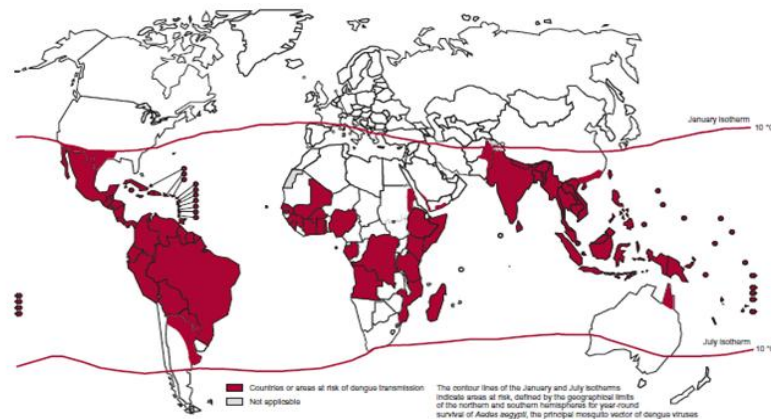 January isotherm
10 °C
July isotherm
10 °C
Countries or areas at risk of dengue transmission
Not applicable
The contour lines of the January and July isotherms
indicate areas at risk, defined by the geographical limits
of the northern and southern hemispheres for year-round
survival of Aedes aegypti, the principal mosquito vector of dengue viruses